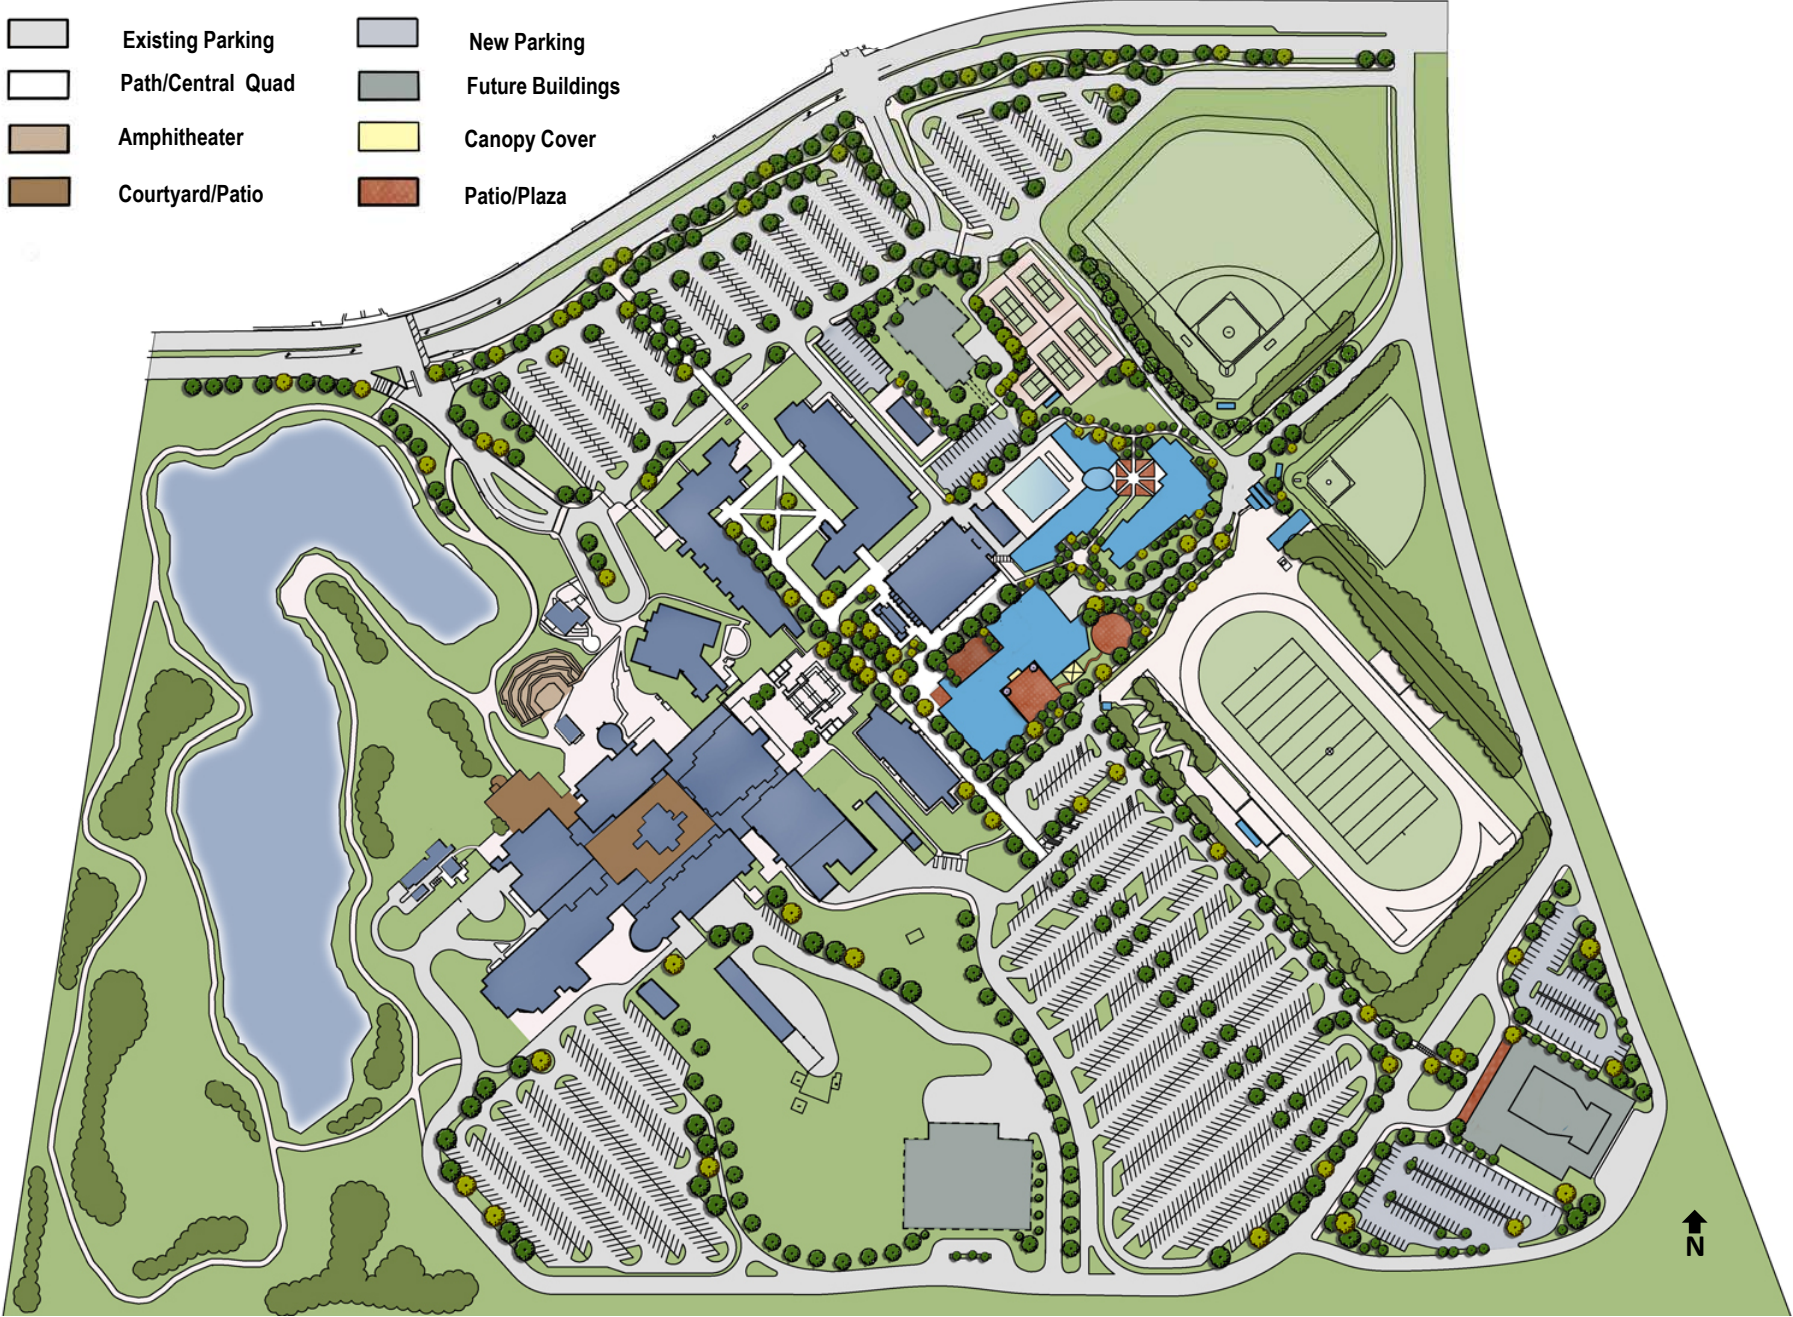 Existing Parking
New Parking
Path/Central Quad
Future Buildings
Amphitheater
Canopy Cover
Courtyard/Patio
Patio/Plaza
N